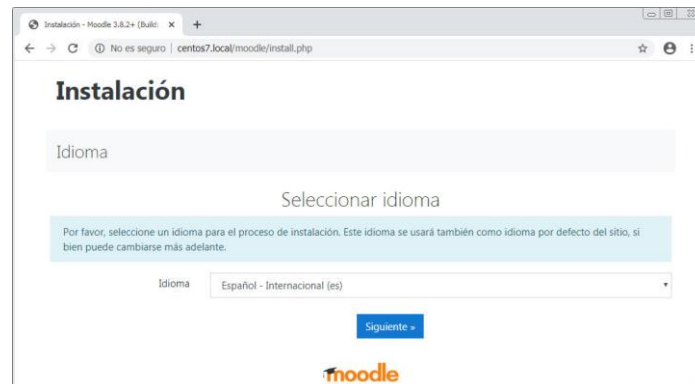 Instalación - Moodle 3.8.2+ (Build:
No es seguro | centos7.local/moodle/install.php
Instalación
Idioma
Seleccionar idioma
Por favor, seleccione un idioma para el proceso de instalación. Este idioma se usará también como idioma por defecto del sitio, si
bien puede cambiarse más adelante.
Idioma
Español - Internacional (es)
Siguiente »
moodle